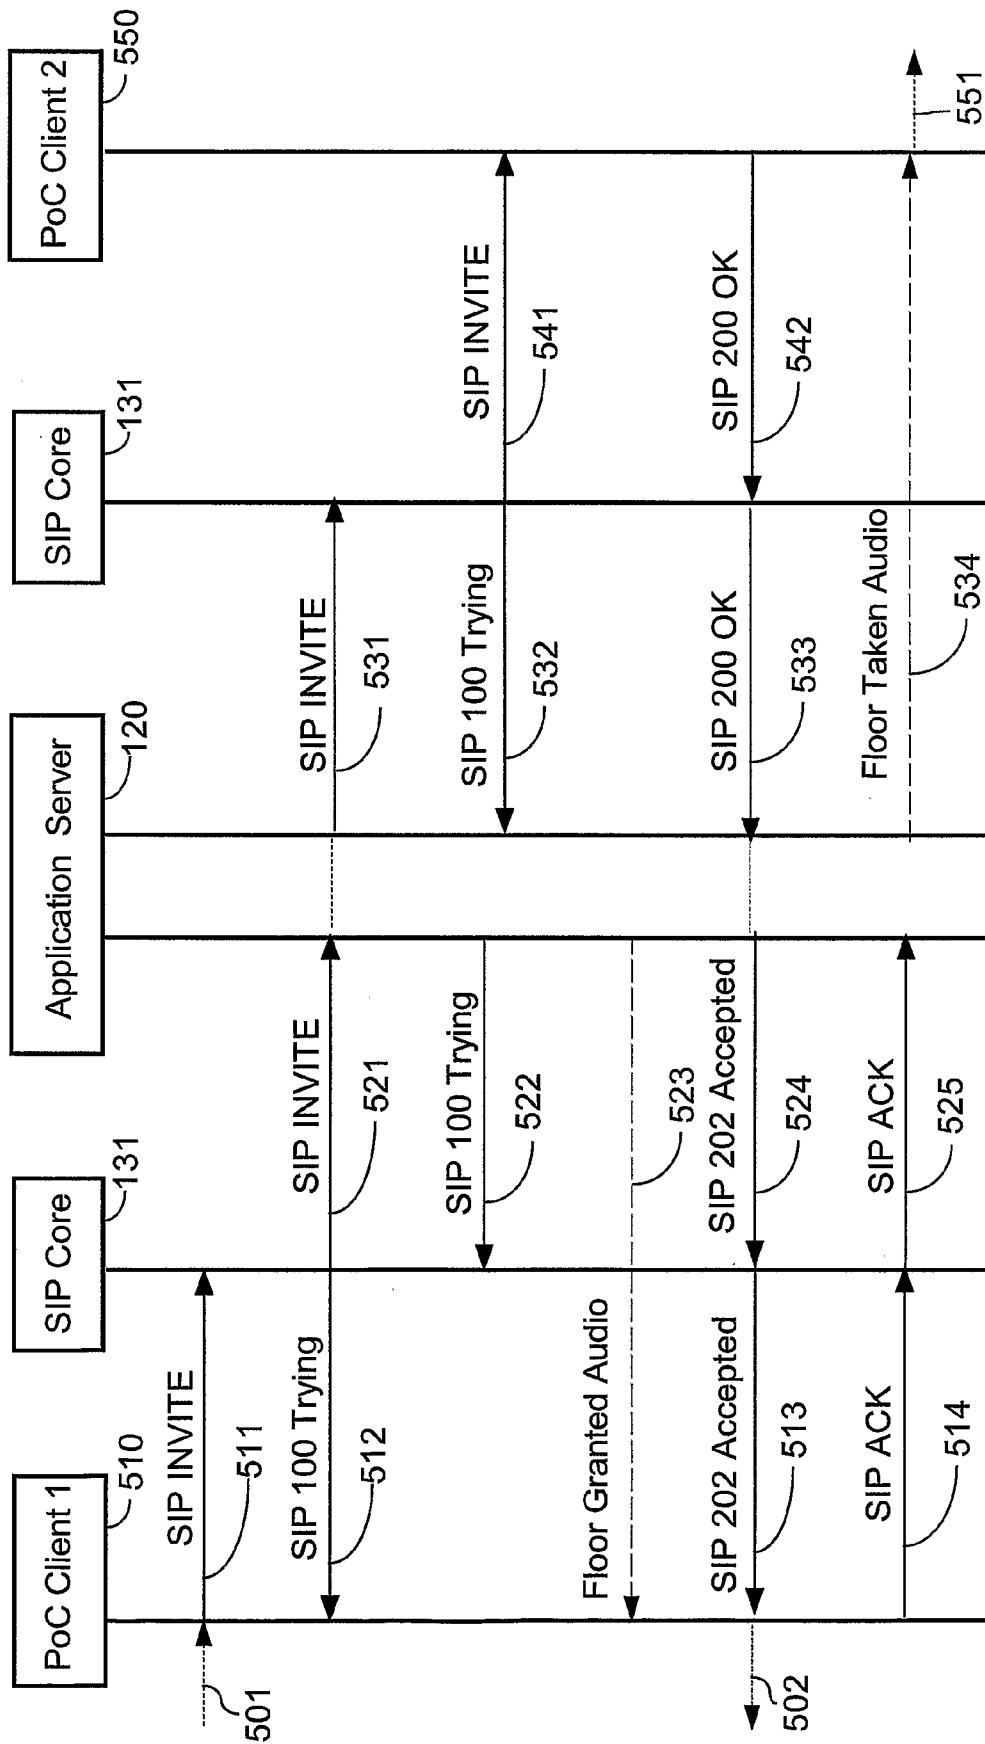 PoC Client 1
510
SIP Core
131
Application Server
120
SIP Core
131
PoC Client 2
550
501
SIP INVITE
511
SIP 100 Trying
512
SIP INVITE
521
SIP INVITE
531
SIP 100 Trying
522
SIP 100 Trying
532
SIP INVITE
541
Floor Granted Audio
523
502
SIP 202 Accepted
513
SIP 202 Accepted
524
SIP 200 OK
533
SIP 200 OK
542
SIP ACK
514
SIP ACK
525
Floor Taken Audio
534
551